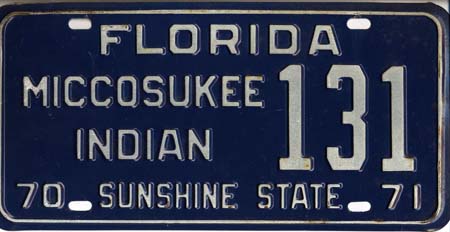 FLORIDA
MICCOSUKEE
INDIAN 131
70 SUNSHINE STATE 71